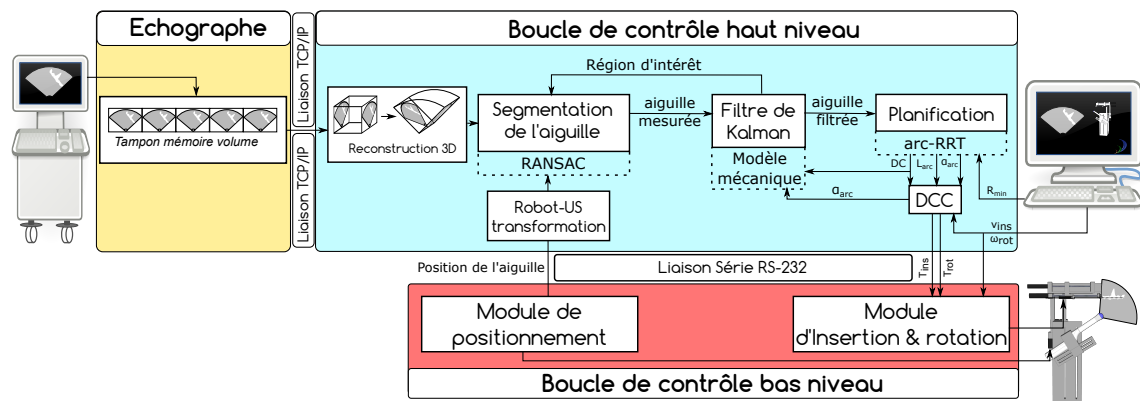 Echographe
Liaison TCP/IP
Liaison TCP/IP
Boucle de contrôle haut niveau
Tampon mémoire volume
Reconstruction 3D
Région d'intérêt
Segmentation
de l'aiguille
RANSAC
aiguille
mesurée
Filtre de
Kalman
Modèle
mécanique
aiguille
filtrée
Planification
arc-RRT
DC
Larc
αarc
αarc
DCC
Rmin
Robot-US
transformation
vins
ωrot
Position de l'aiguille
Liaison Série RS-232
Tins
Trot
Module de
positionnement
Module
d'Insertion & rotation
Boucle de contrôle bas niveau